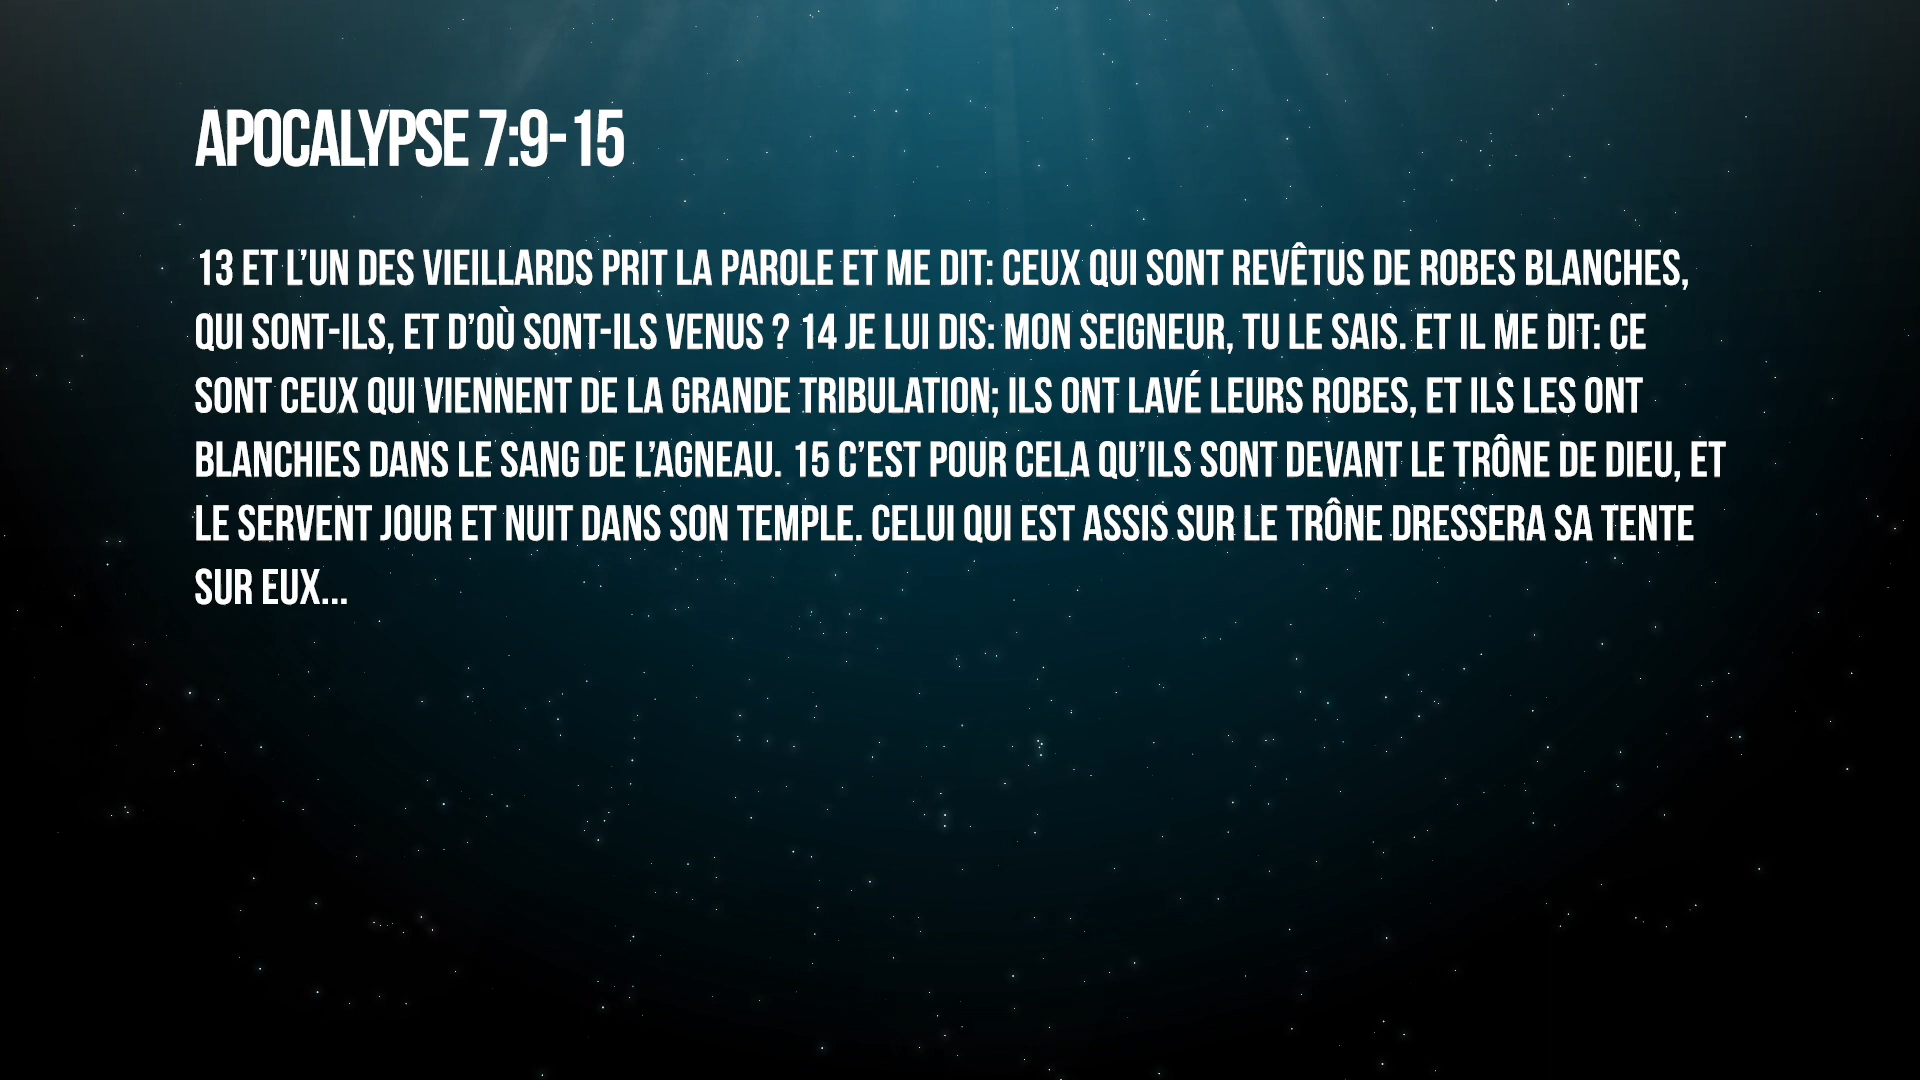 APOCALYPSE 7:9-15
13 ET L’UN DES VIEILLARDS PRIT LA PAROLE ET ME DIT: CEUX QUI SONT REVÊTUS DE ROBES BLANCHES,
QUI SONT-ILS, ET D’OÙ SONT-ILS VENUS ? 14 JE LUI DIS: MON SEIGNEUR, TU LE SAIS. ET IL ME DIT: CE
SONT CEUX QUI VIENNENT DE LA GRANDE TRIBULATION; ILS ONT LAVÉ LEURS ROBES, ET ILS LES ONT
BLANCHIES DANS LE SANG DE L’AGNEAU. 15 C’EST POUR CELA QU’ILS SONT DEVANT LE TRÔNE DE DIEU, ET
LE SERVENT JOUR ET NUIT DANS SON TEMPLE. CELUI QUI EST ASSIS SUR LE TRÔNE DRESSERA SA TENTE
SUR EUX...